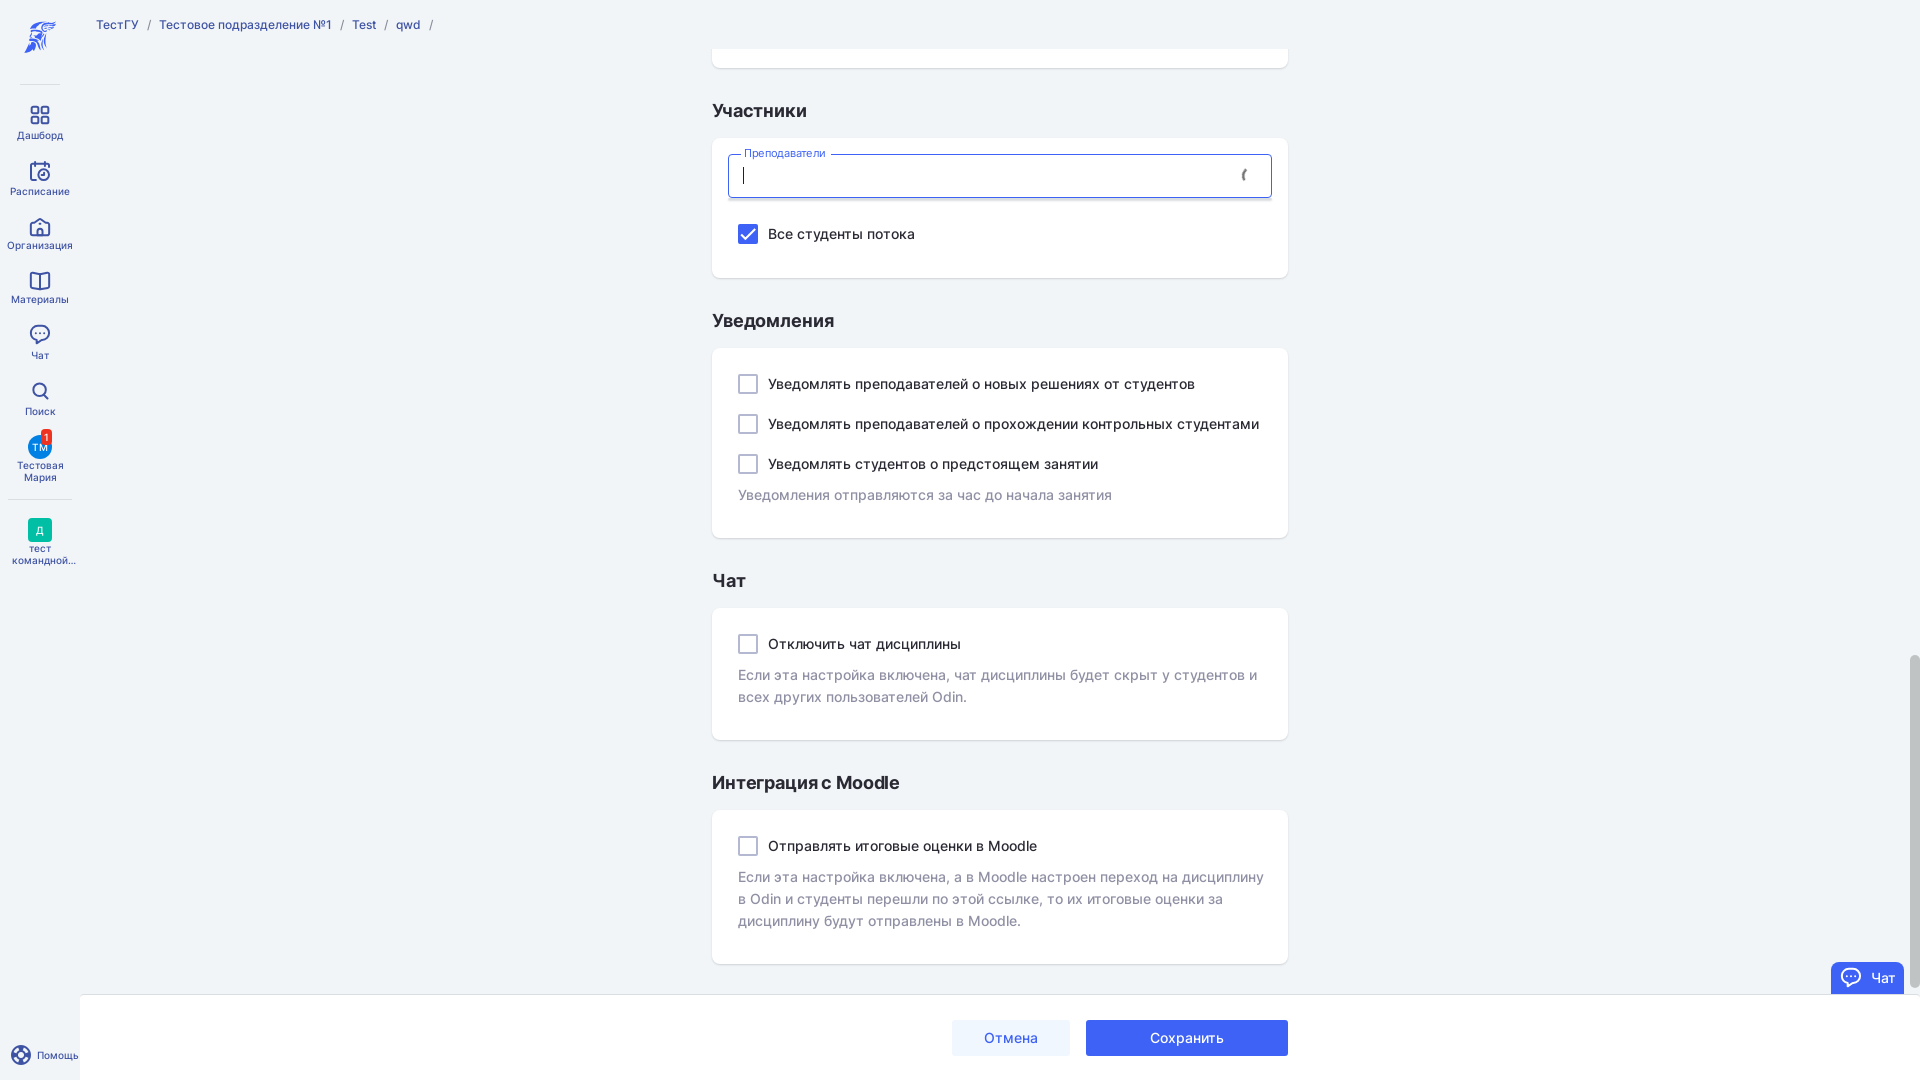 ТестГУ / Тестовое подразделение №1 / Test / qwd /
Дашборд
Расписание
Организация
Материалы
Чат
Поиск
ТМ
1
Тестовая
Мария
Д
тест
командной...
Помощь
Участники
Преподаватели
Все студенты потока
Уведомления
Уведомлять преподавателей о новых решениях от студентов
Уведомлять преподавателей о прохождении контрольных студентами
Уведомлять студентов о предстоящем занятии
Уведомления отправляются за час до начала занятия
Чат
Отключить чат дисциплины
Если эта настройка включена, чат дисциплины будет скрыт у студентов и
всех других пользователей Odin.
Интеграция с Moodle
Отправлять итоговые оценки в Moodle
Если эта настройка включена, а в Moodle настроен переход на дисциплину
в Odin и студенты перешли по этой ссылке, то их итоговые оценки за
дисциплину будут отправлены в Moodle.
Чат
Отмена
Сохранить